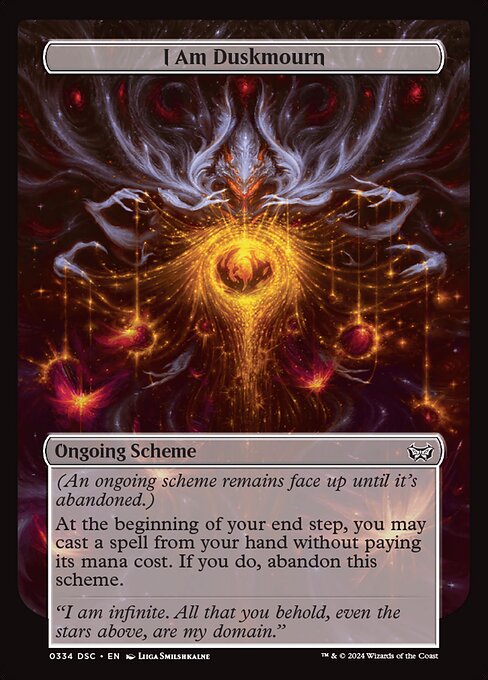 I Am Duskmourn
Ongoing Scheme
(An ongoing scheme remains face up until it's
abandoned.)
At the beginning of your end step, you may
cast a spell from your hand without paying
its mana cost. If you do, abandon this
scheme.
"I am infinite. All that you behold, even the
stars above, are my domain."
0334 DSC • EN Liiga Smilshkalne
™ & © 2024 Wizards of the Coast